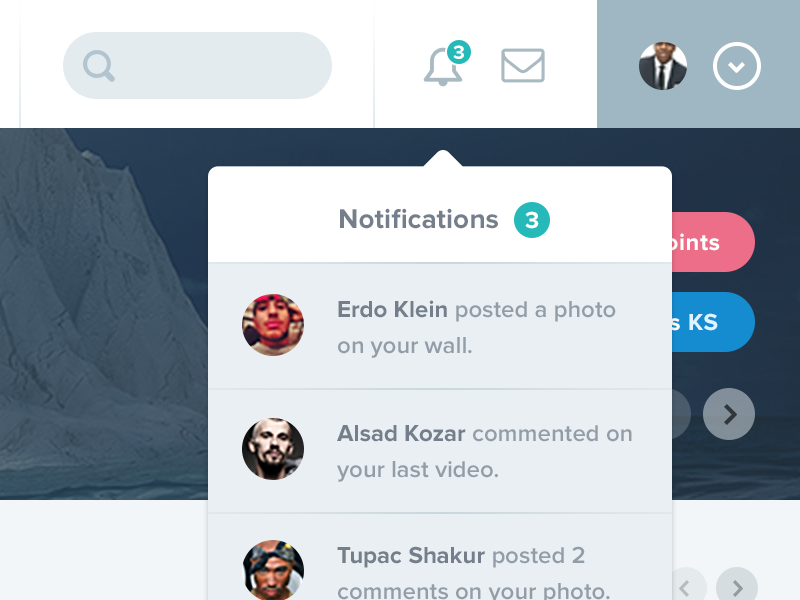 3
Notifications 3
Erdo Klein posted a photo
on your wall.
Alsad Kozar commented on
your last video.
Tupac Shakur posted 2
comments on your photo.
KS